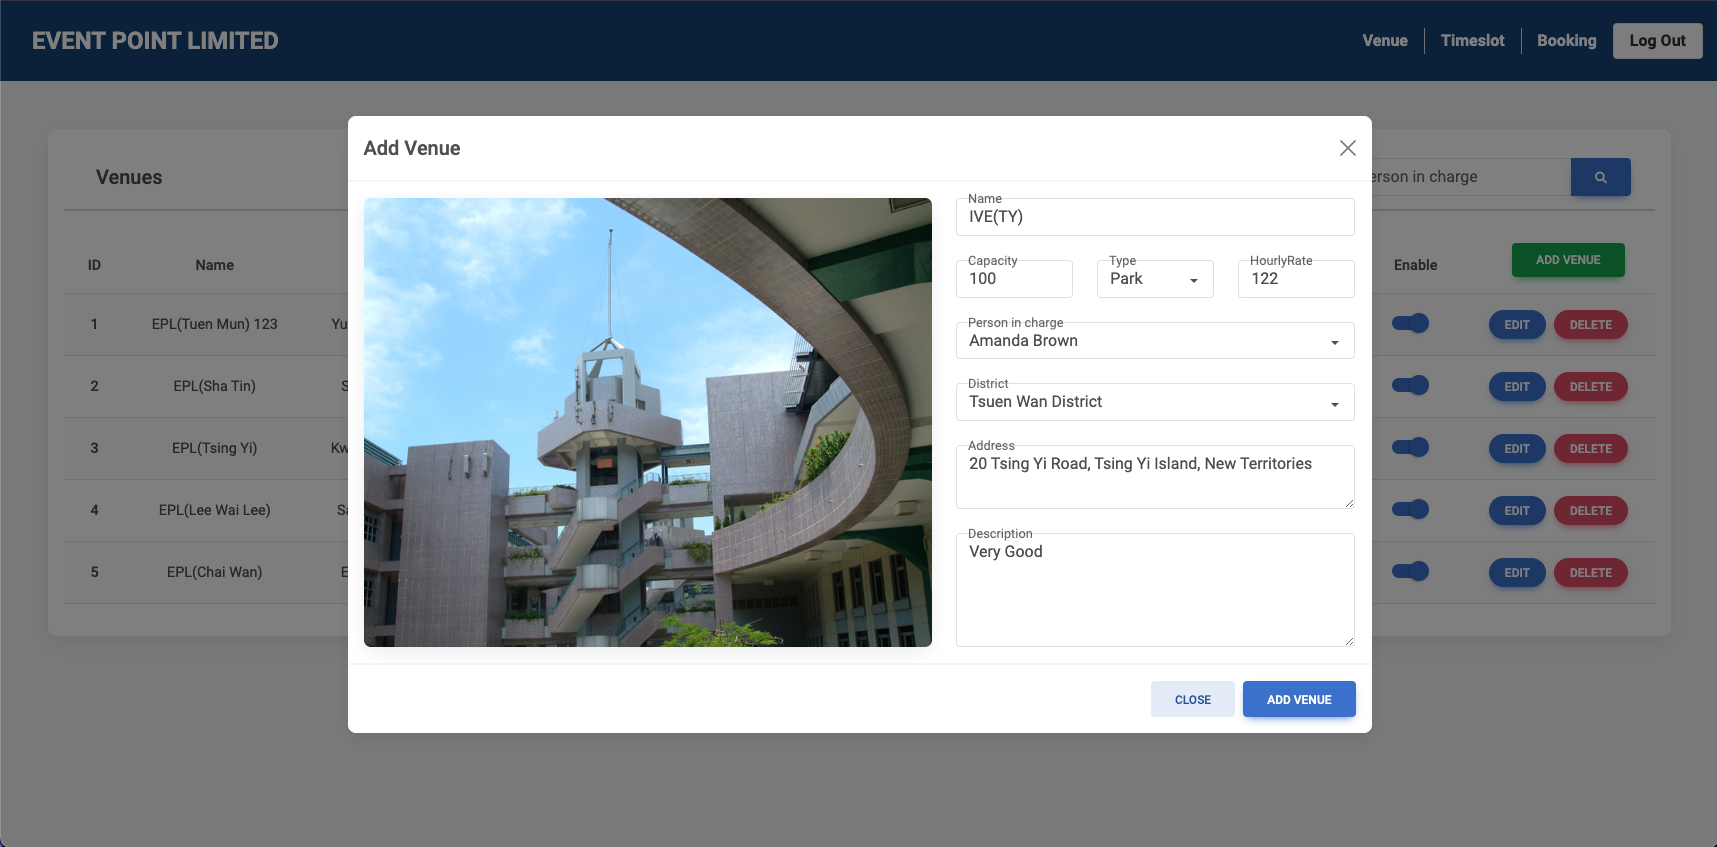 EVENT POINT LIMITED
Venue
Timeslot
Booking
Log Out
Venues
erson in charge
ID
Name
Enable
ADD VENUE
1
EPL(Tuen Mun) 123
Yu
EDIT
DELETE
2
EPL(Sha Tin)
S
EDIT
DELETE
3
EPL(Tsing Yi)
Kw
EDIT
DELETE
4
EPL(Lee Wai Lee)
Sa
EDIT
DELETE
5
EPL(Chai Wan)
E
EDIT
DELETE
Add Venue
Name
IVE(TY)
Capacity
100
Type
Park
HourlyRate
122
Person in charge
Amanda Brown
District
Tsuen Wan District
Address
20 Tsing Yi Road, Tsing Yi Island, New Territories
Description
Very Good
CLOSE
ADD VENUE